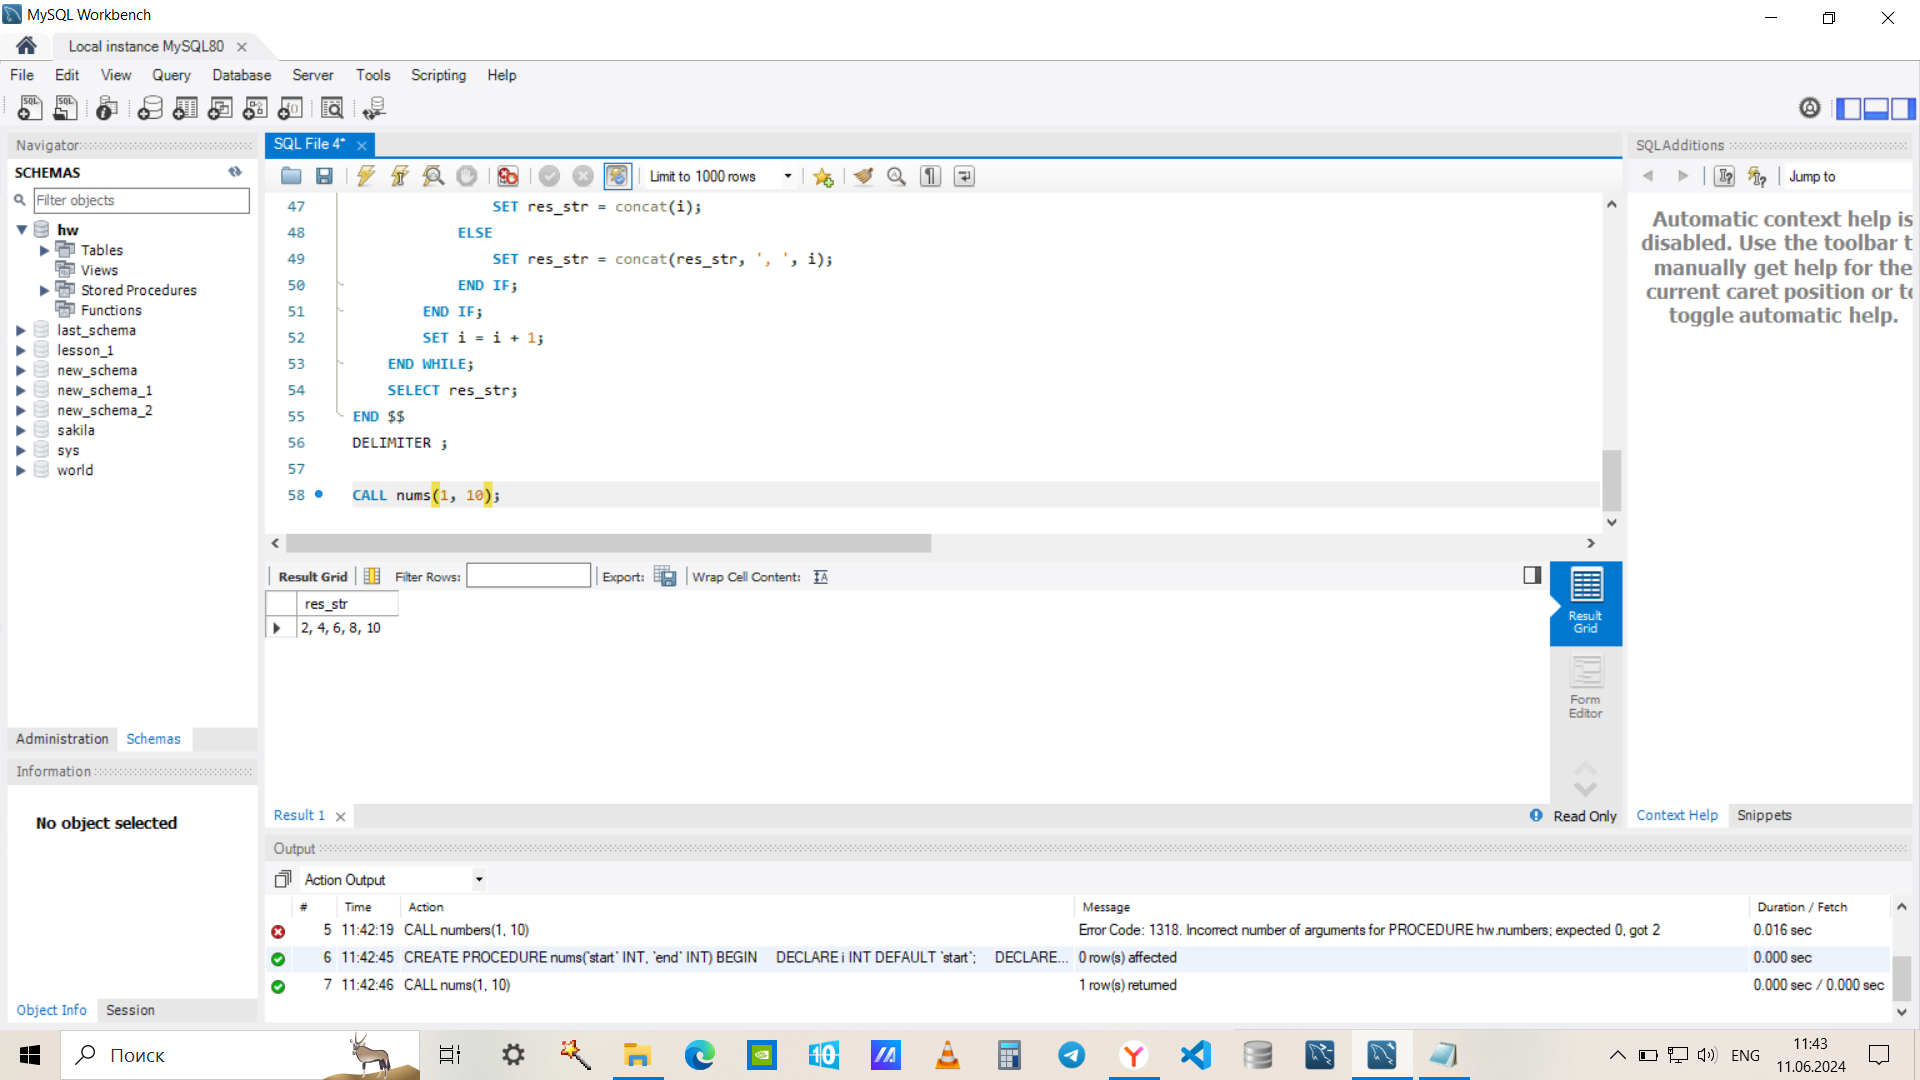 MySQL Workbench
Local instance MySQL80
File Edit View Query Database Server Tools Scripting Help
Navigator
SCHEMAS
Filter objects
hw
Tables
Views
Stored Procedures
Functions
last_schema
lesson_1
new_schema
new_schema_1
new_schema_2
sakila
sys
world
Administration Schemas
Information
No object selected
Object Info Session
SQL File 4*
Limit to 1000 rows
47 SET res_str = concat(i);
48 ELSE
49 SET res_str = concat(res_str, ', ', i);
50 END IF;
51 END IF;
52 SET i = i + 1;
53 END WHILE;
54 SELECT res_str;
55 END $$
56 DELIMITER ;
57
58 CALL nums(1, 10);
Result Grid Filter Rows: Export: Wrap Cell Content:
res_str
2, 4, 6, 8, 10
Result Grid
Form Editor
Result 1
Read Only
SQLAdditions
Jump to
Automatic context help is
disabled. Use the toolbar t
manually get help for the
current caret position or to
toggle automatic help.
Context Help Snippets
Output
Action Output
# Time Action Message Duration / Fetch
5 11:42:19 CALL numbers(1, 10) Error Code: 1318. Incorrect number of arguments for PROCEDURE hw.numbers; expected 0, got 2 0.016 sec
6 11:42:45 CREATE PROCEDURE nums(`start` INT, `end` INT) BEGIN DECLARE i INT DEFAULT `start`; DECLARE... 0 row(s) affected 0.000 sec
7 11:42:46 CALL nums(1, 10) 1 row(s) returned 0.000 sec / 0.000 sec
Поиск
ENG
11:43
11.06.2024